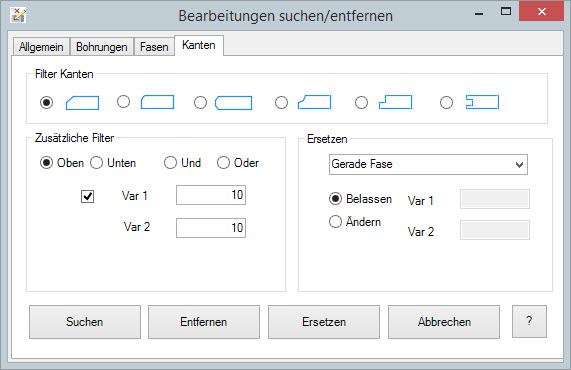 Bearbeitungen suchen/entfernen
Allgemein Bohrungen Fasen Kanten
Filter Kanten
Zusätzliche Filter
Oben Unten Und Oder
Var 1 10
Var 2 10
Ersetzen
Gerade Fase
Belassen Var 1
Ändern Var 2
Suchen Entfernen Ersetzen Abbrechen ?